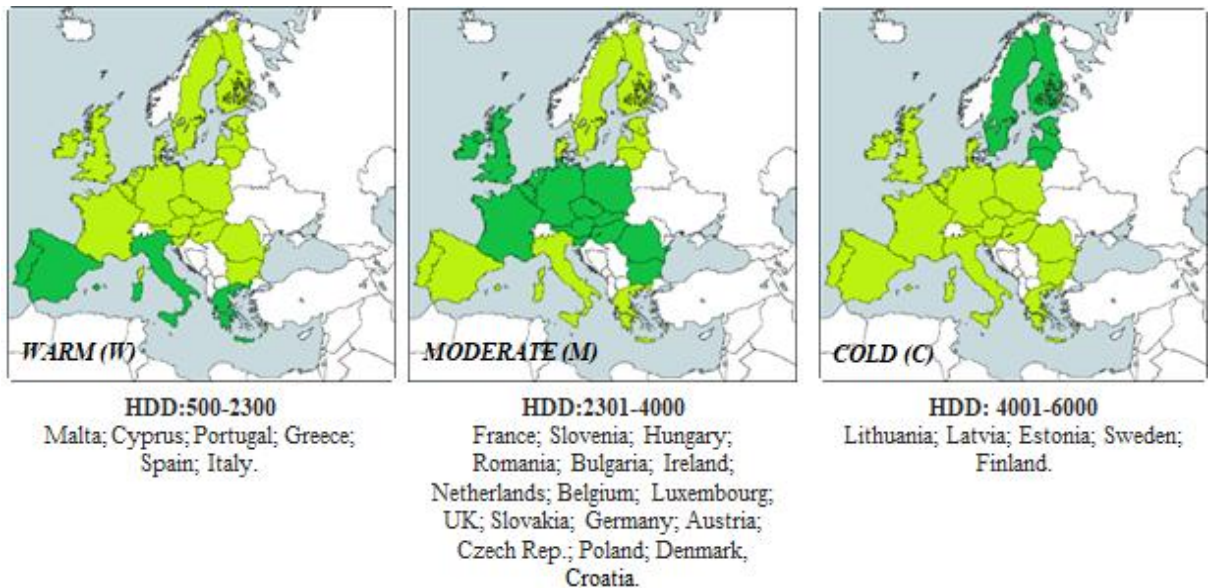 WARM (W)
HDD:500-2300
Malta; Cyprus; Portugal; Greece;
Spain; Italy.
MODERATE (M)
HDD:2301-4000
France; Slovenia; Hungary;
Romania; Bulgaria; Ireland;
Netherlands; Belgium; Luxembourg;
UK; Slovakia; Germany; Austria;
Czech Rep.; Poland; Denmark,
Croatia.
COLD (C)
HDD: 4001-6000
Lithuania; Latvia; Estonia; Sweden;
Finland.